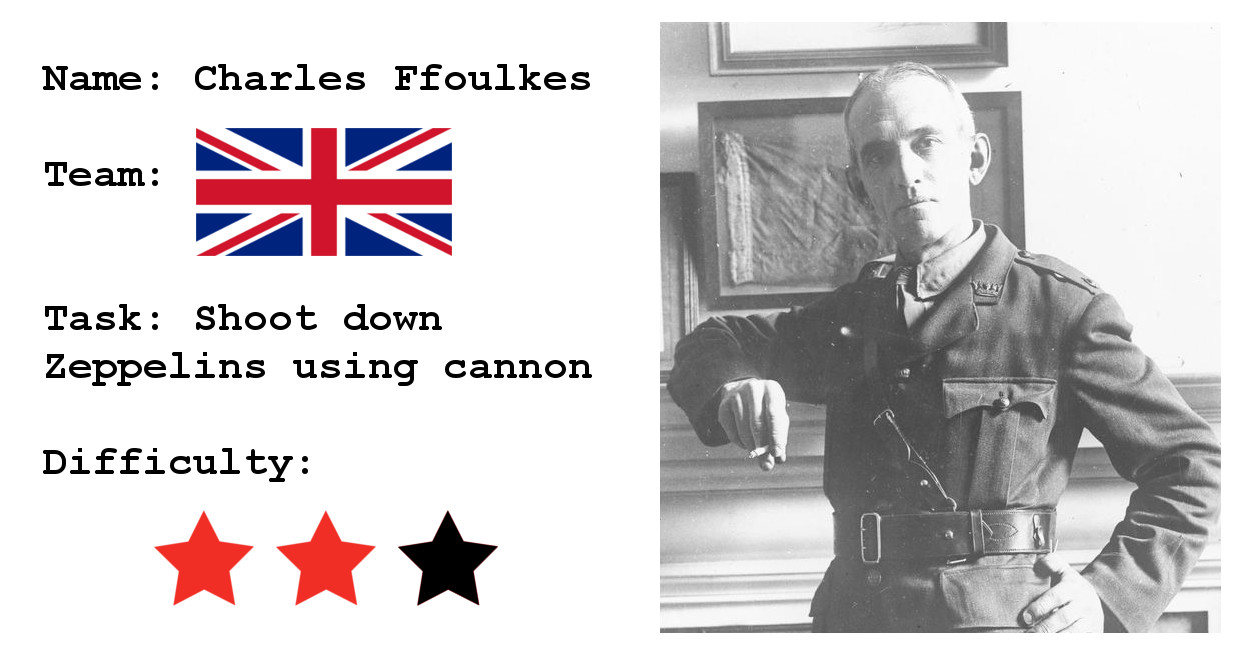 Name: Charles Ffoulkes
Team:
Task: Shoot down
Zeppelins using cannon
Difficulty: